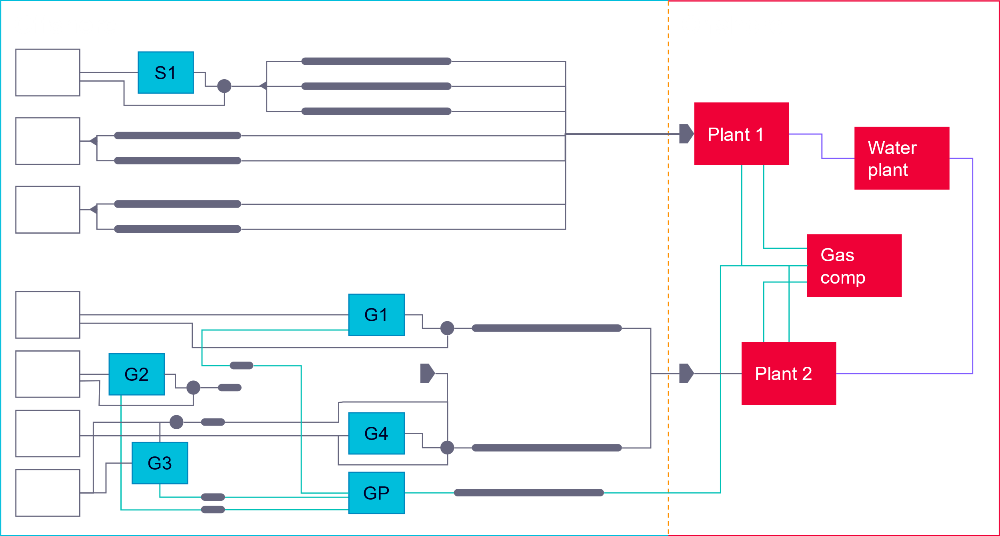 S1
Plant 1
Water
plant
Gas
comp
G1
G2
Plant 2
G4
G3
GP